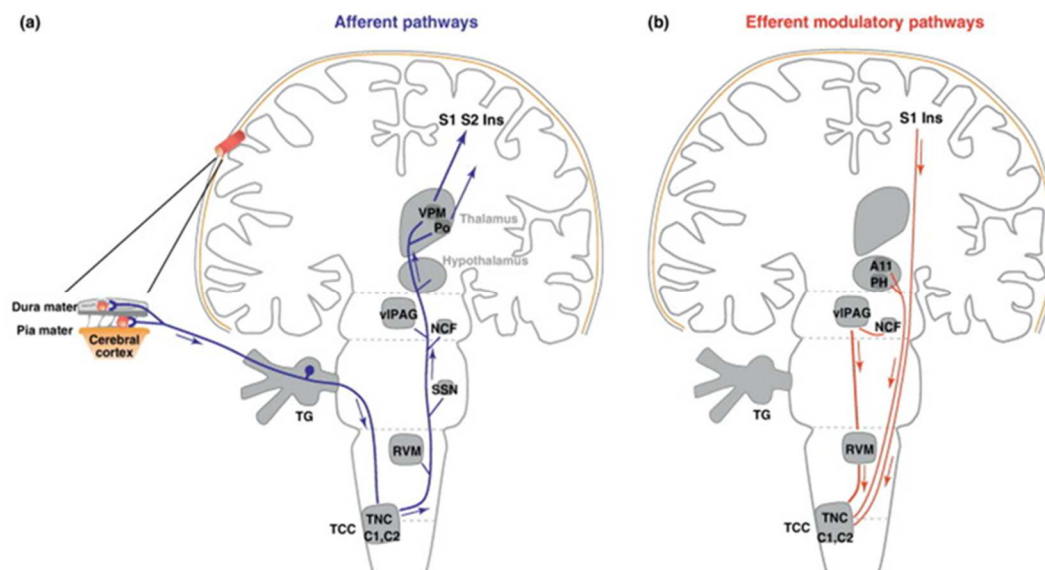 (a)
Afferent pathways
S1 S2 Ins
VPM
Po
Thalamus
Hypothalamus
Dura mater
Pia mater
Cerebral
cortex
vlPAG
NCF
SSN
TG
RVM
TCC
TNC
C1,C2
(b)
Efferent modulatory pathways
S1 Ins
A11
PH
vlPAG
NCF
TG
RVM
TCC
TNC
C1,C2